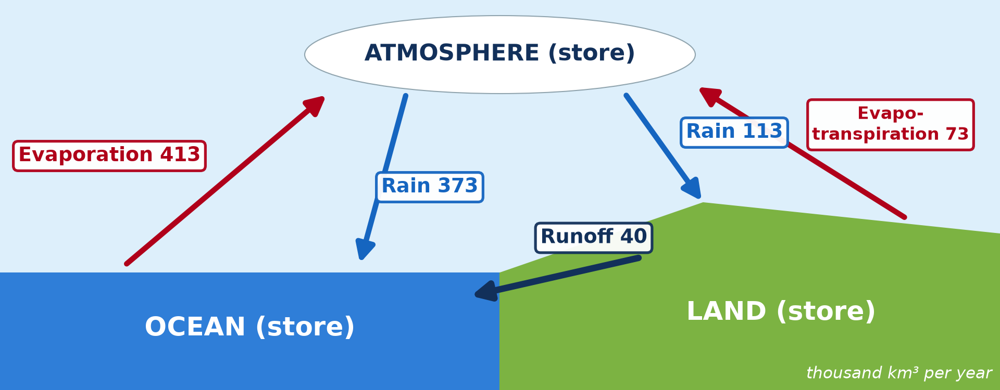 ATMOSPHERE (store)
Evaporation 413
Rain 373
Rain 113
Evapo-
transpiration 73
Runoff 40
OCEAN (store)
LAND (store)
thousand km³ per year